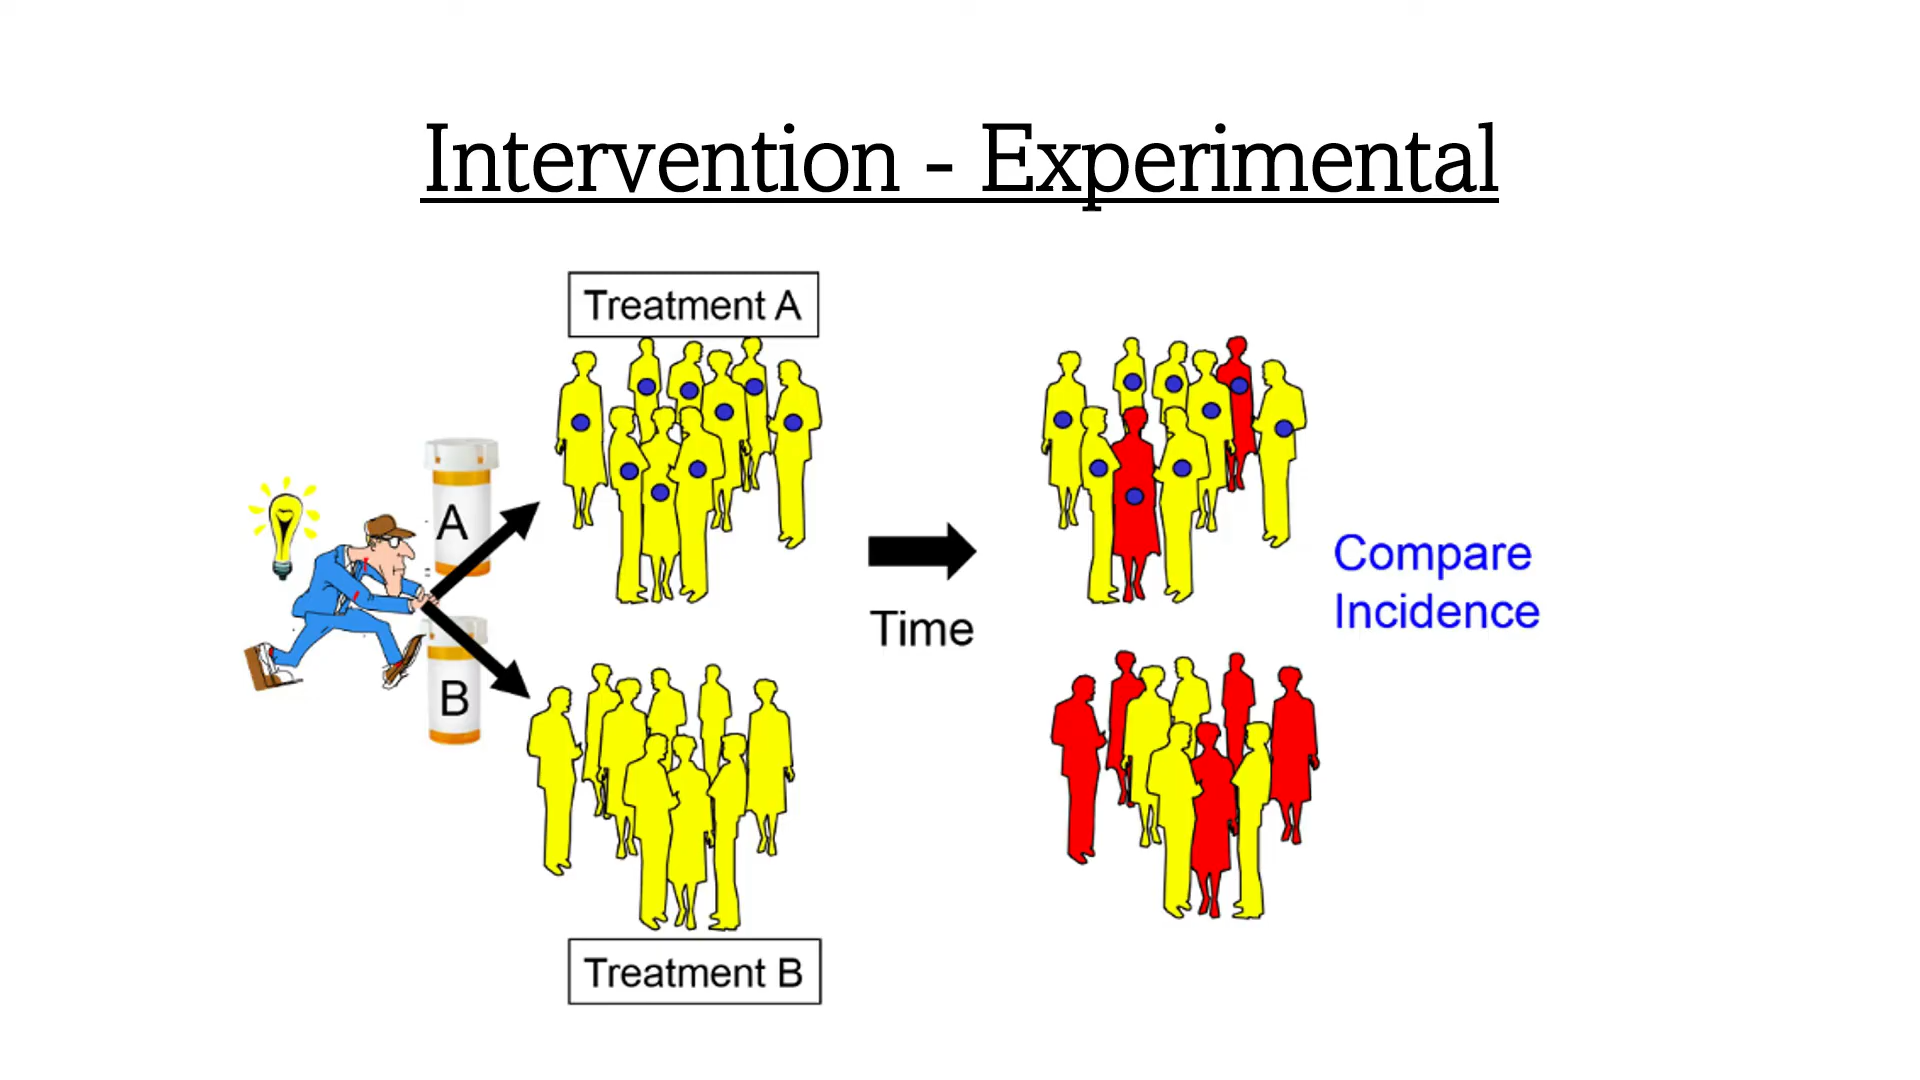 Intervention - Experimental
Treatment A
A
B
Time
Compare
Incidence
Treatment B